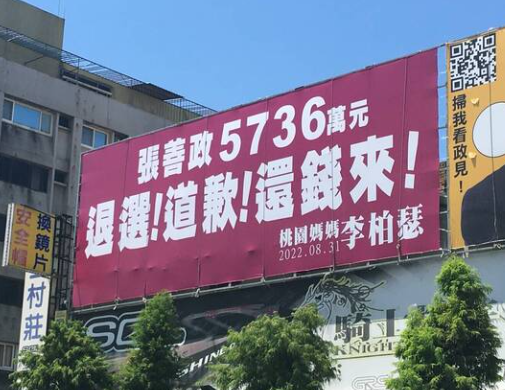 張善政5736萬元
退選!道歉!還錢來!
桃園媽媽 李柏瑟
2022.08.31
掃我看政見!
換鏡片
安全帽
村莊
騎士
KNIGHT